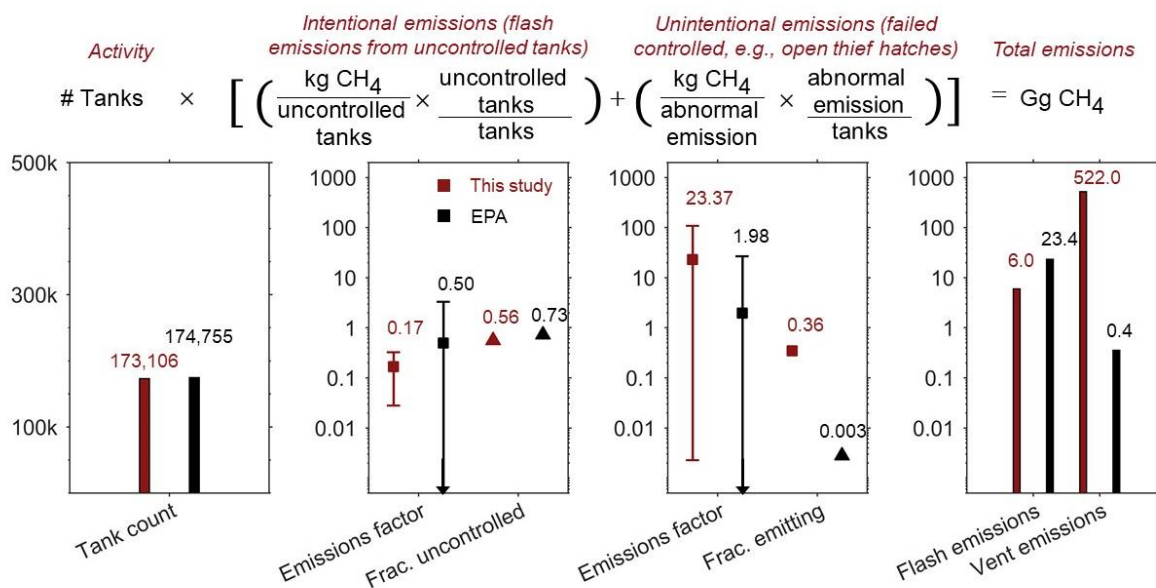 Activity
Intentional emissions (flash
emissions from uncontrolled tanks)
Unintentional emissions (failed
controlled, e.g., open thief hatches)
Total emissions
# Tanks × [ ( kg CH4 / uncontrolled tanks × uncontrolled tanks / tanks ) + ( kg CH4 / abnormal emission × abnormal emission / tanks ) ] = Gg CH4
500k
300k
100k
173,106
174,755
Tank count
1000
100
10
1
0.1
0.01
This study
EPA
0.17
0.50
0.56
0.73
Emissions factor
Frac. uncontrolled
1000
100
10
1
0.1
0.01
23.37
1.98
0.36
0.003
Emissions factor
Frac. emitting
1000
100
10
1
0.1
0.01
6.0
23.4
522.0
0.4
Flash emissions
Vent emissions